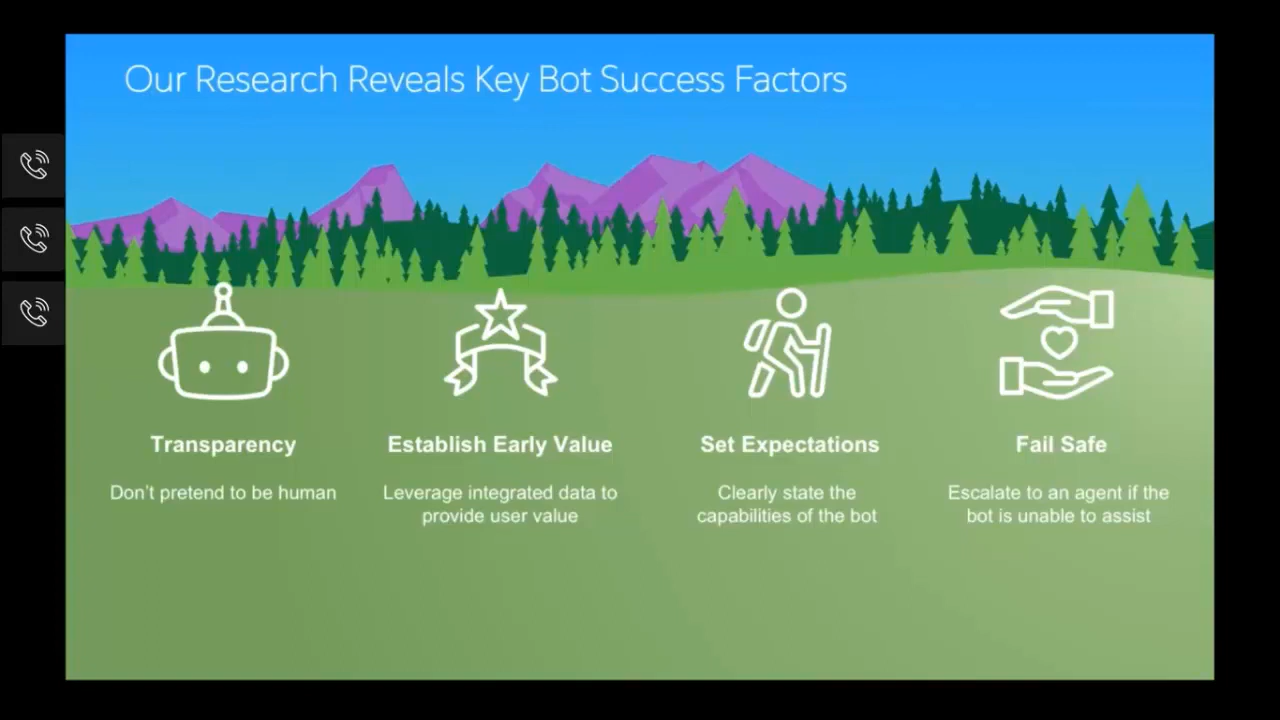 Our Research Reveals Key Bot Success Factors
Transparency
Don't pretend to be human
Establish Early Value
Leverage integrated data to
provide user value
Set Expectations
Clearly state the
capabilities of the bot
Fail Safe
Escalate to an agent if the
bot is unable to assist